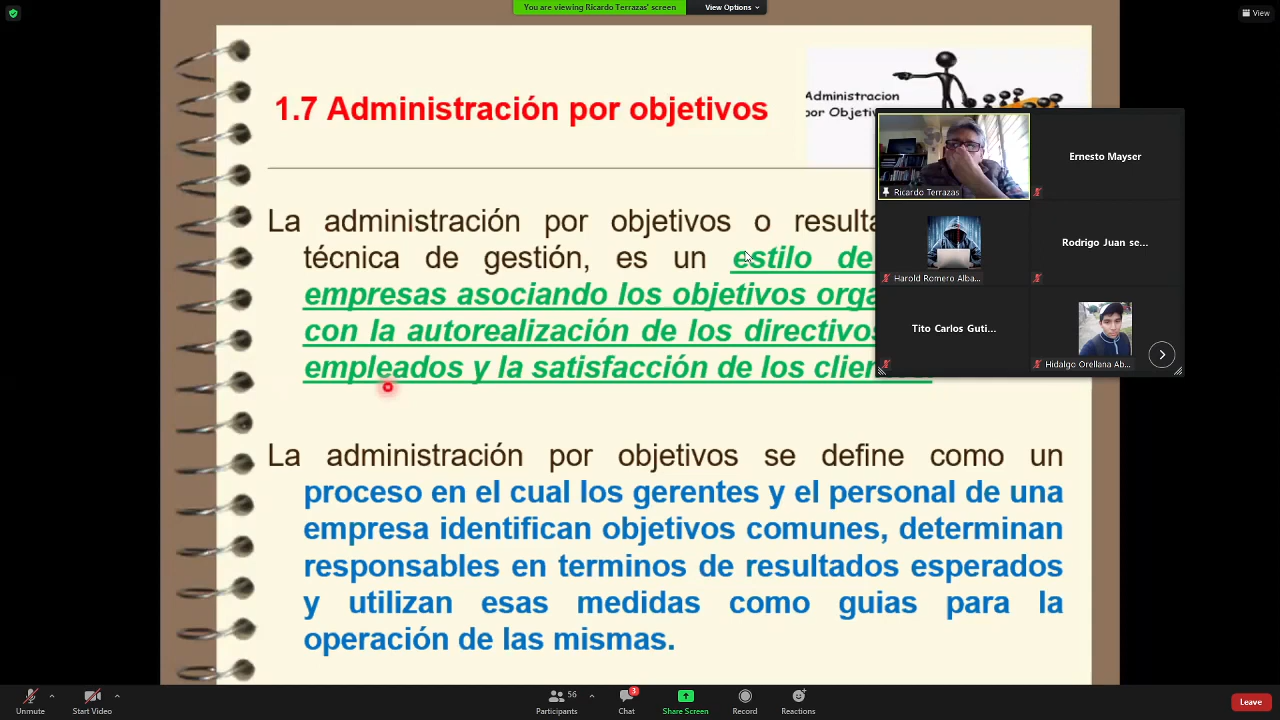 You are viewing Ricardo Terrazas' screen
View Options
View
1.7 Administración por objetivos
Administracion
por Objeti
La administración por objetivos o resulta
técnica de gestión, es un estilo de
empresas asociando los objetivos orga
con la autorealización de los directivos
empleados y la satisfacción de los clien
La administración por objetivos se define como un
proceso en el cual los gerentes y el personal de una
empresa identifican objetivos comunes, determinan
responsables en terminos de resultados esperados
y utilizan esas medidas como guias para la
operación de las mismas.
Ricardo Terrazas
Ernesto Mayser
Harold Romero Alba...
Rodrigo Juan se...
Tito Carlos Guti...
Hidalgo Orellana Ab...
Unmute
Start Video
56
Participants
3
Chat
Share Screen
Record
Reactions
Leave